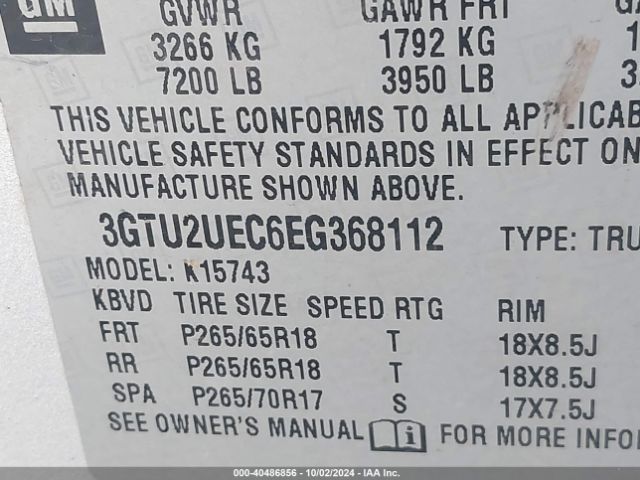 GM
GVWR GAWR FRT
3266 KG 1792 KG
7200 LB 3950 LB
THIS VEHICLE CONFORMS TO ALL APPLICAB
VEHICLE SAFETY STANDARDS IN EFFECT ON
MANUFACTURE SHOWN ABOVE.
3GTU2UEC6EG368112 TYPE: TRU
MODEL: K15743
KBVD TIRE SIZE SPEED RTG RIM
FRT P265/65R18 T 18X8.5J
RR P265/65R18 T 18X8.5J
SPA P265/70R17 S 17X7.5J
SEE OWNER'S MANUAL i FOR MORE INFO
000-40486856 - 10/02/2024 - IAA Inc.